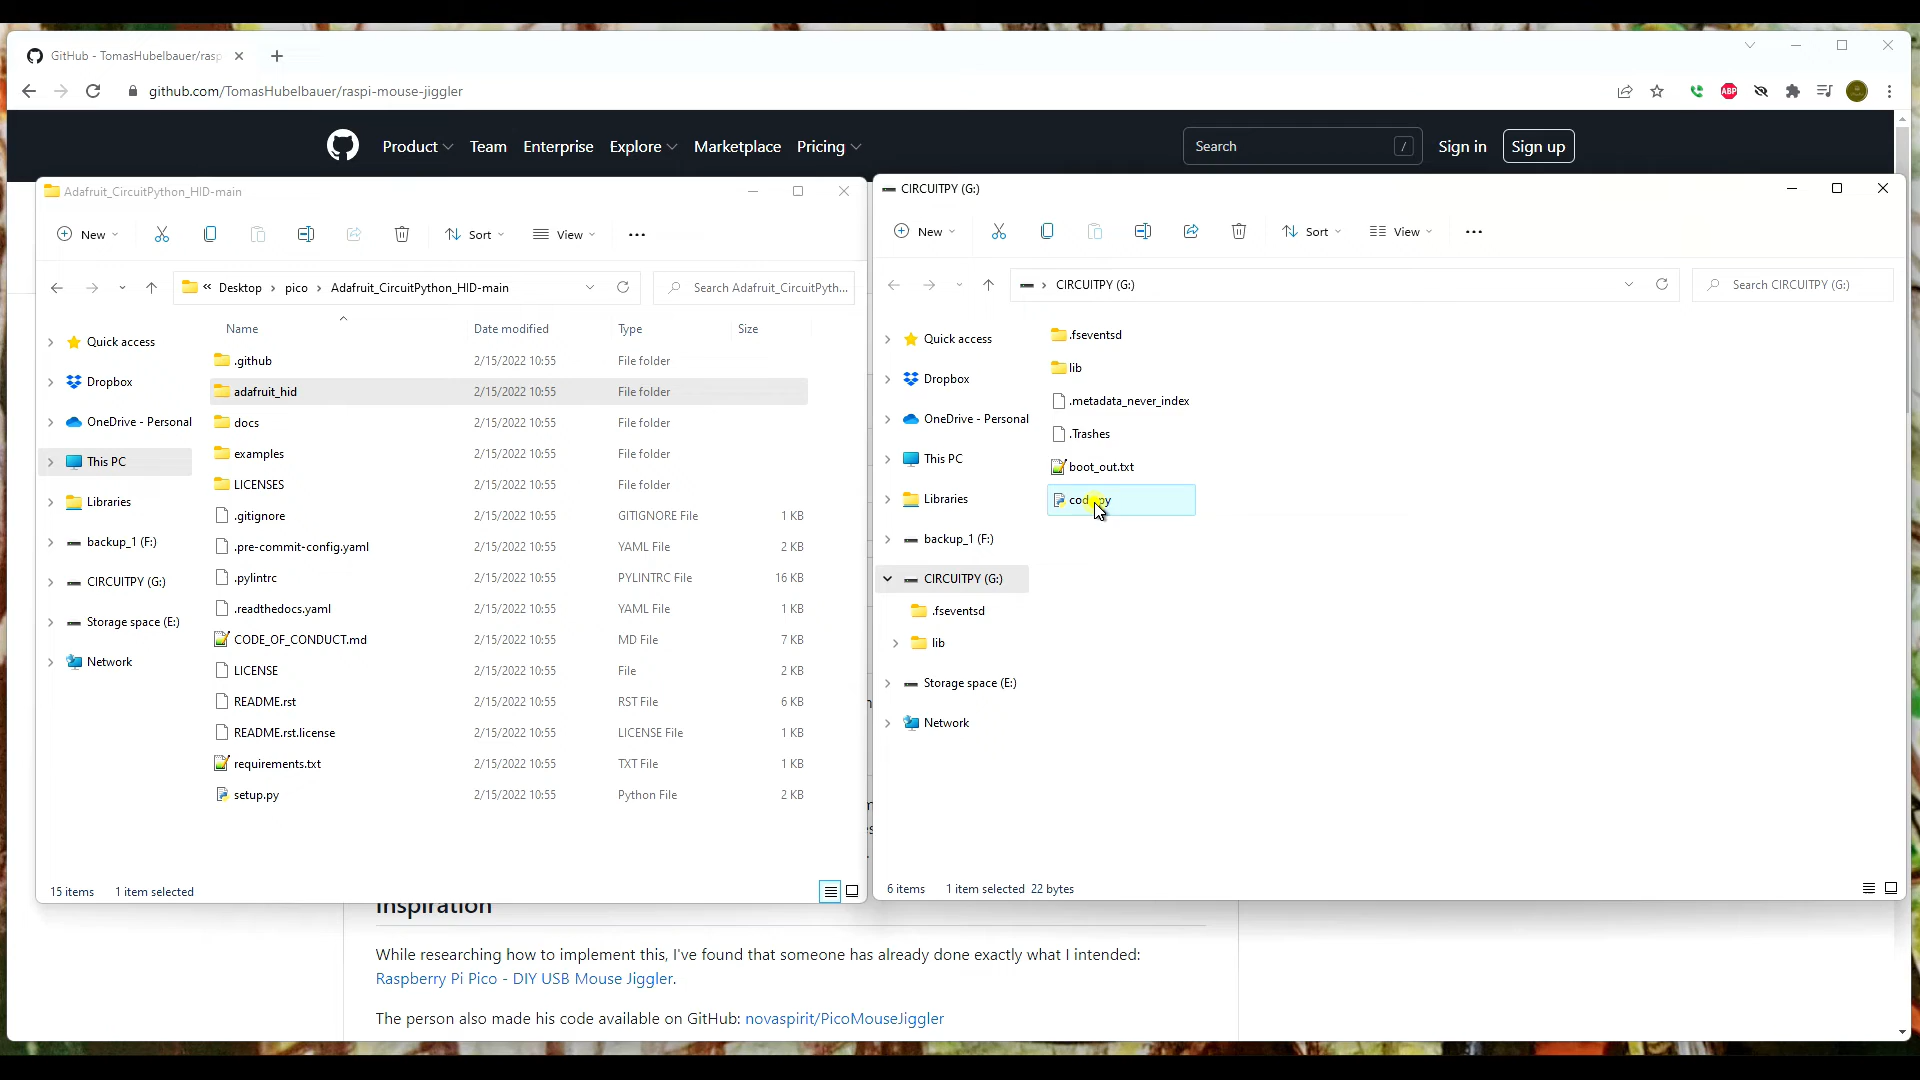 GitHub - TomasHubelbauer/rasp
github.com/TomasHubelbauer/raspi-mouse-jiggler
ABP
Product Team Enterprise Explore Marketplace Pricing Search / Sign in Sign up
Adafruit_CircuitPython_HID-main
New Sort View
« Desktop > pico > Adafruit_CircuitPython_HID-main Search Adafruit_CircuitPyth...
Quick access
Dropbox
OneDrive - Personal
This PC
Libraries
backup_1 (F:)
CIRCUITPY (G:)
Storage space (E:)
Network
Name Date modified Type Size
.github 2/15/2022 10:55 File folder
adafruit_hid 2/15/2022 10:55 File folder
docs 2/15/2022 10:55 File folder
examples 2/15/2022 10:55 File folder
LICENSES 2/15/2022 10:55 File folder
.gitignore 2/15/2022 10:55 GITIGNORE File 1 KB
.pre-commit-config.yaml 2/15/2022 10:55 YAML File 2 KB
.pylintrc 2/15/2022 10:55 PYLINTRC File 16 KB
.readthedocs.yaml 2/15/2022 10:55 YAML File 1 KB
CODE_OF_CONDUCT.md 2/15/2022 10:55 MD File 7 KB
LICENSE 2/15/2022 10:55 File 2 KB
README.rst 2/15/2022 10:55 RST File 6 KB
README.rst.license 2/15/2022 10:55 LICENSE File 1 KB
requirements.txt 2/15/2022 10:55 TXT File 1 KB
setup.py 2/15/2022 10:55 Python File 2 KB
15 items 1 item selected
CIRCUITPY (G:)
New Sort View
> CIRCUITPY (G:) Search CIRCUITPY (G:)
Quick access
Dropbox
OneDrive - Personal
This PC
Libraries
backup_1 (F:)
CIRCUITPY (G:)
.fseventsd
lib
Storage space (E:)
Network
.fseventsd
lib
.metadata_never_index
.Trashes
boot_out.txt
6 items 1 item selected 22 bytes
Inspiration
While researching how to implement this, I've found that someone has already done exactly what I intended:
Raspberry Pi Pico - DIY USB Mouse Jiggler.
The person also made his code available on GitHub: novaspirit/PicoMouseJiggler